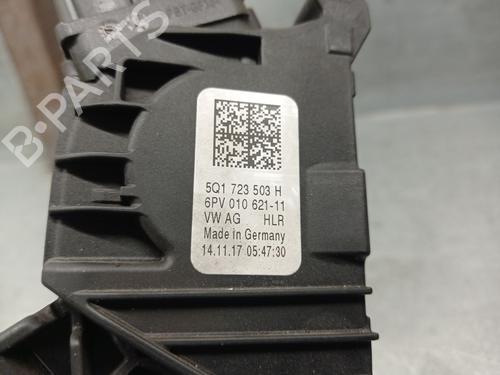 B-PARTS
5Q1 723 503 H
6PV 010 621-11
VW AG HLR
Made in Germany
14.11.17 05:47:30